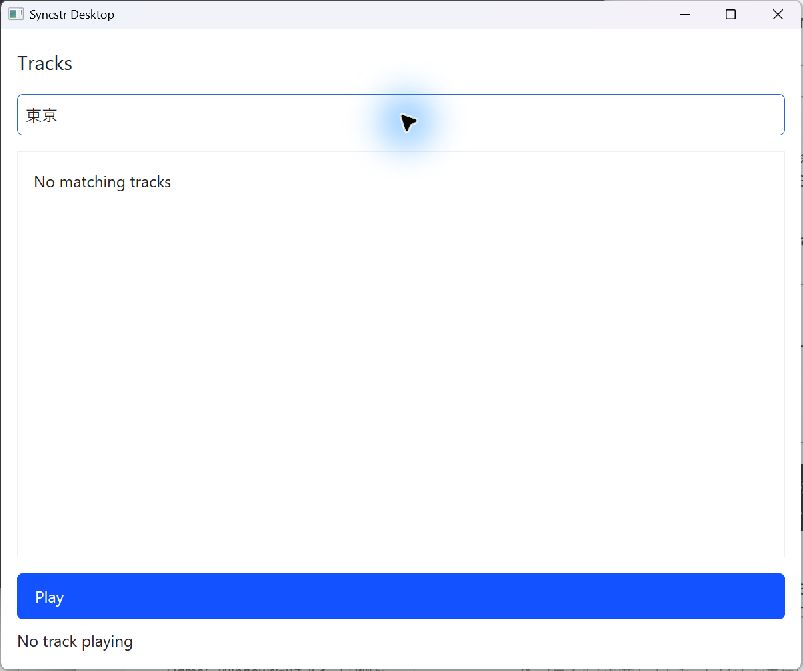 Syncstr Desktop
Tracks
東京
No matching tracks
Play
No track playing